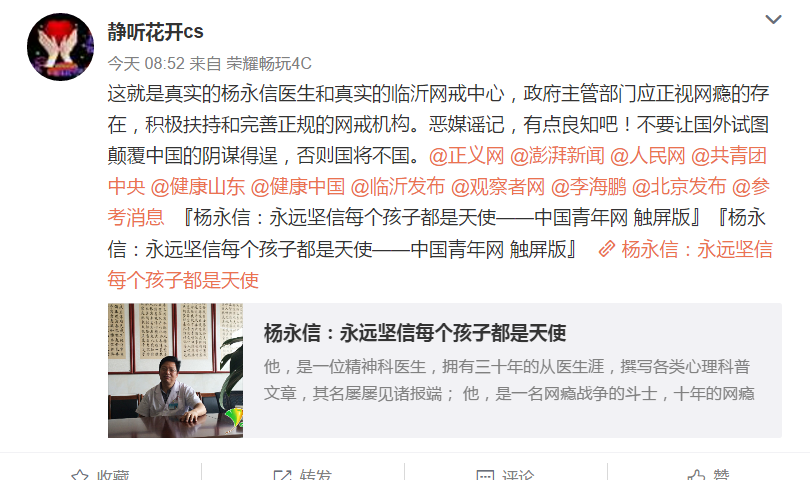 静听花开cs
今天 08:52 来自 荣耀畅玩4C
这就是真实的杨永信医生和真实的临沂网戒中心，政府主管部门应正视网瘾的存
在，积极扶持和完善正规的网戒机构。恶媒谣记，有点良知吧！不要让国外试图
颠覆中国的阴谋得逞，否则国将不国。@正义网 @澎湃新闻 @人民网 @共青团
中央 @健康山东 @健康中国 @临沂发布 @观察者网 @李海鹏 @北京发布 @参
考消息 『杨永信：永远坚信每个孩子都是天使——中国青年网 触屏版』『杨永
信：永远坚信每个孩子都是天使——中国青年网 触屏版』 杨永信：永远坚信
每个孩子都是天使
杨永信：永远坚信每个孩子都是天使
他，是一位精神科医生，拥有三十年的从医生涯，撰写各类心理科普
文章，其名屡屡见诸报端； 他，是一名网瘾战争的斗士，十年的网瘾
收藏
转发
评论
赞